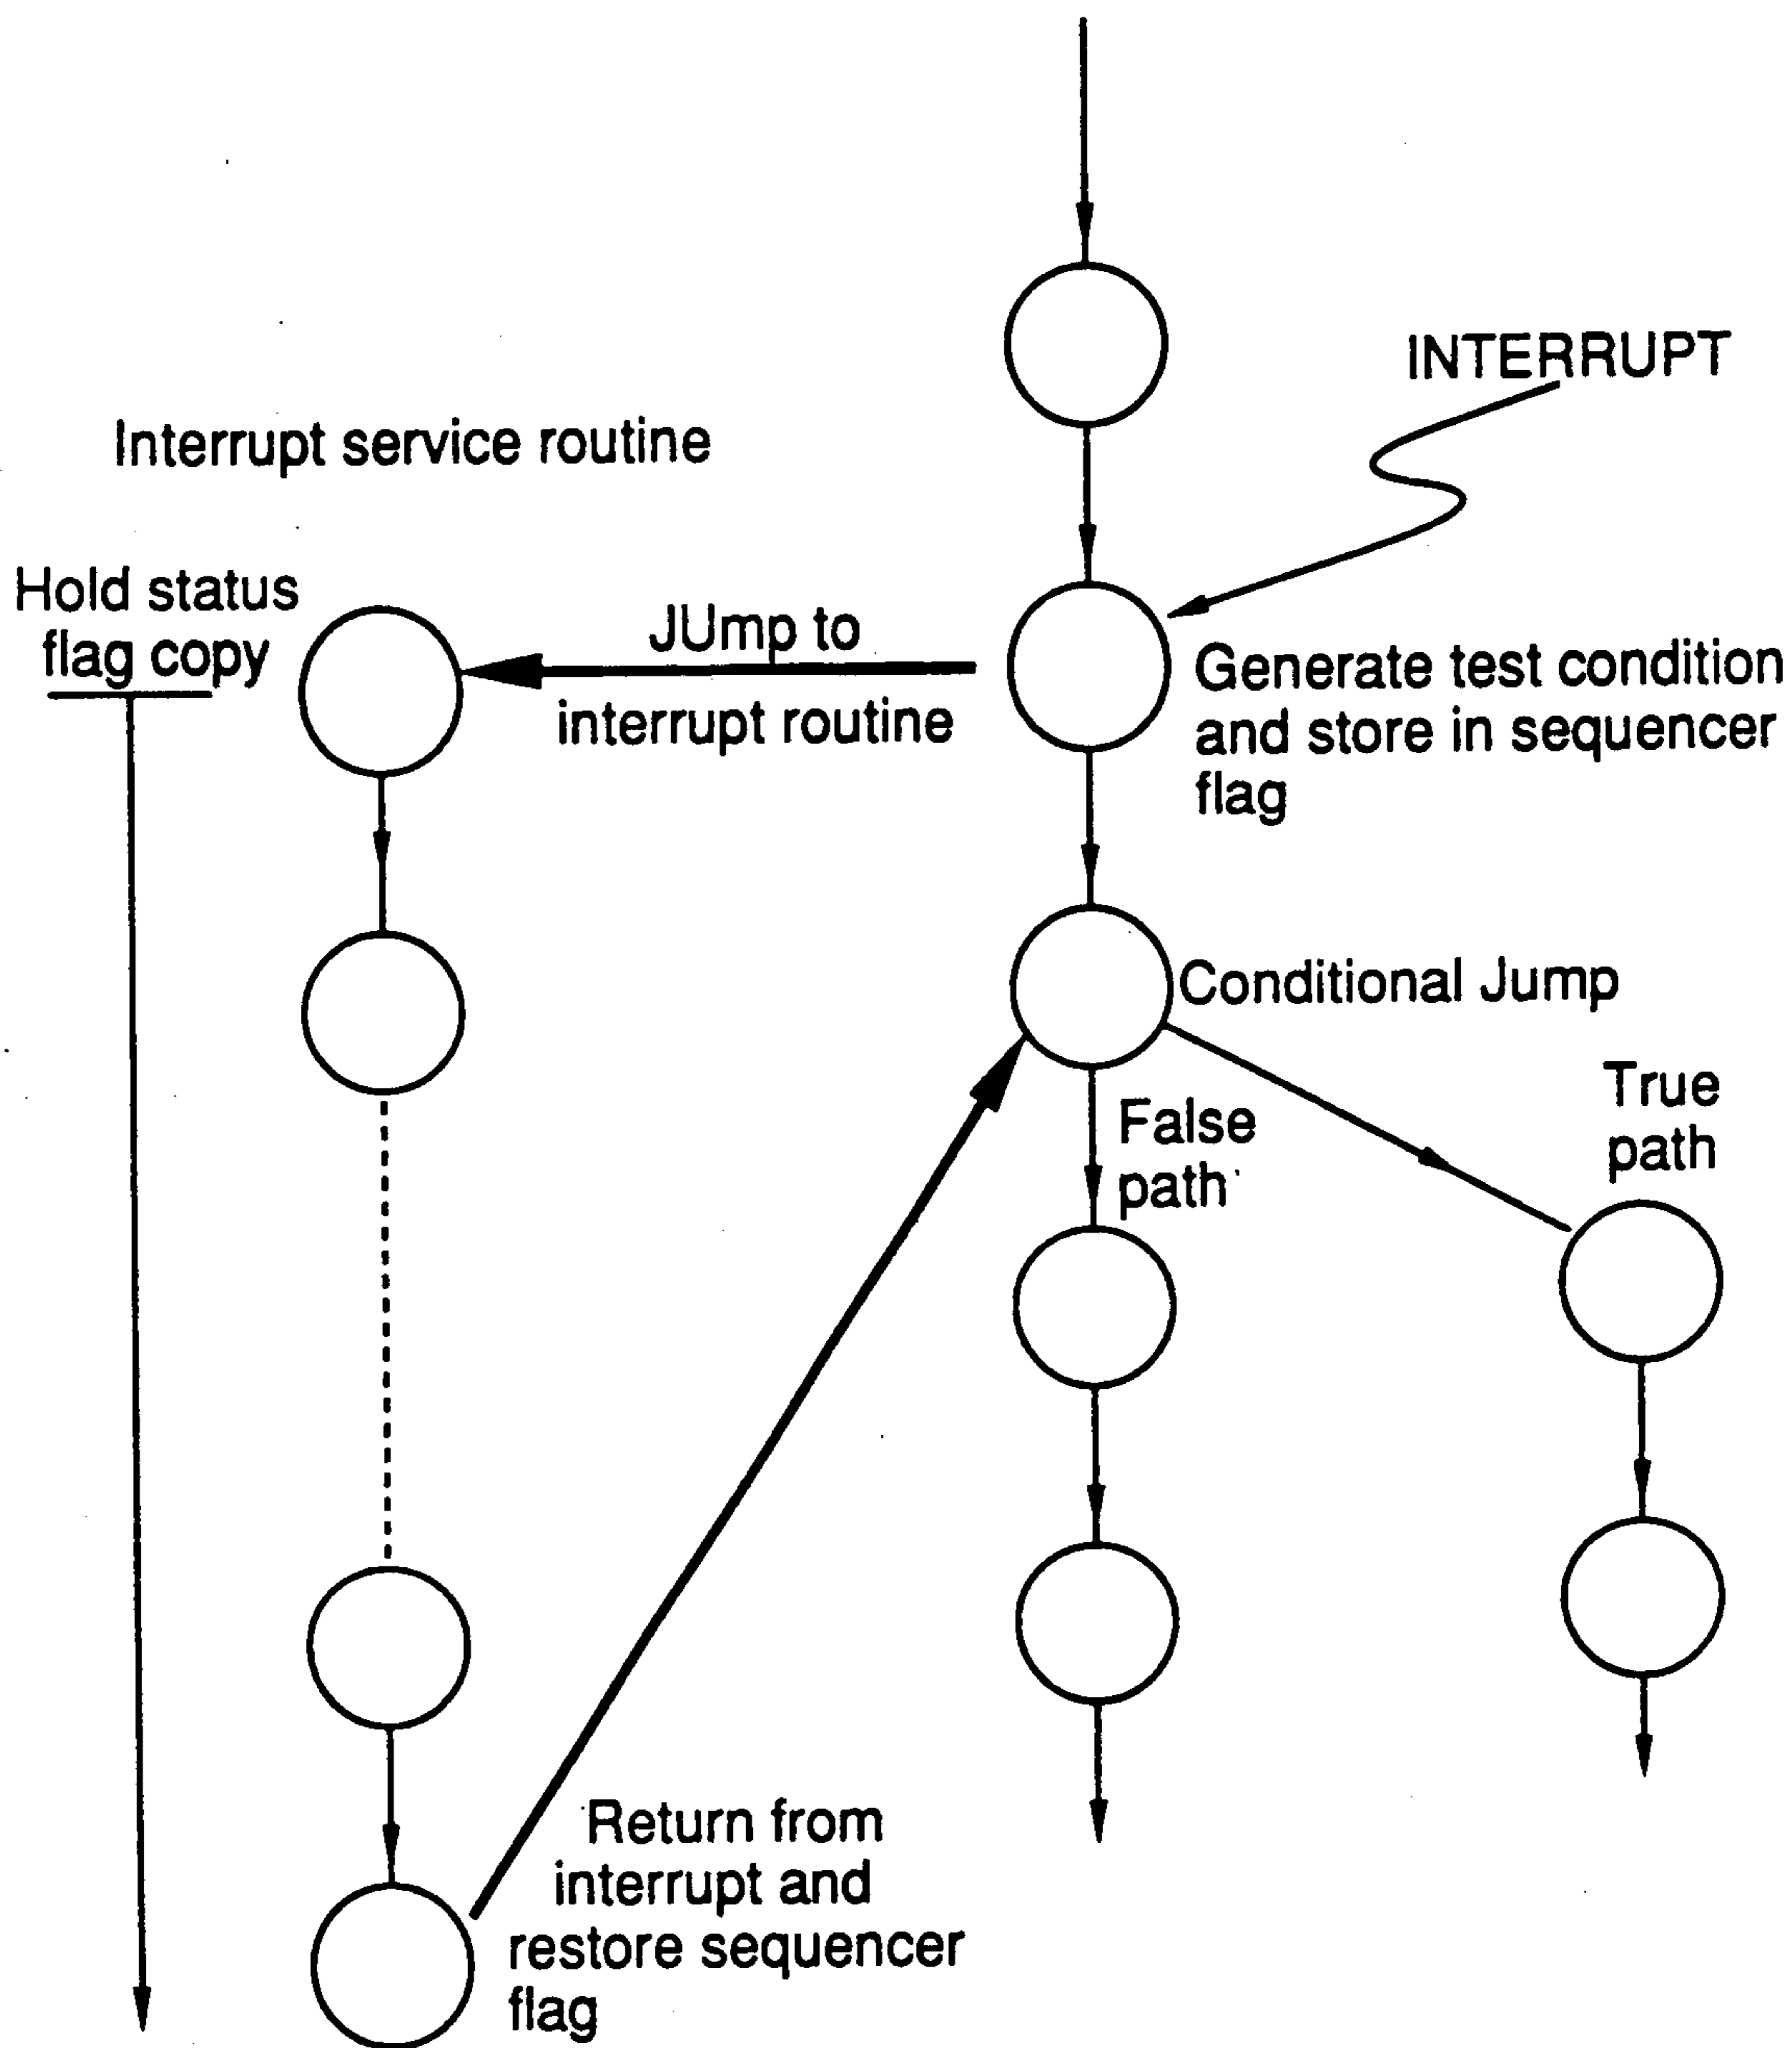 INTERRUPT
Interrupt service routine
Hold status
flag copy
JUmp to
interrupt routine
Generate test condition
and store in sequencer
flag
Conditional Jump
True
path
False
path
Return from
interrupt and
restore sequencer
flag